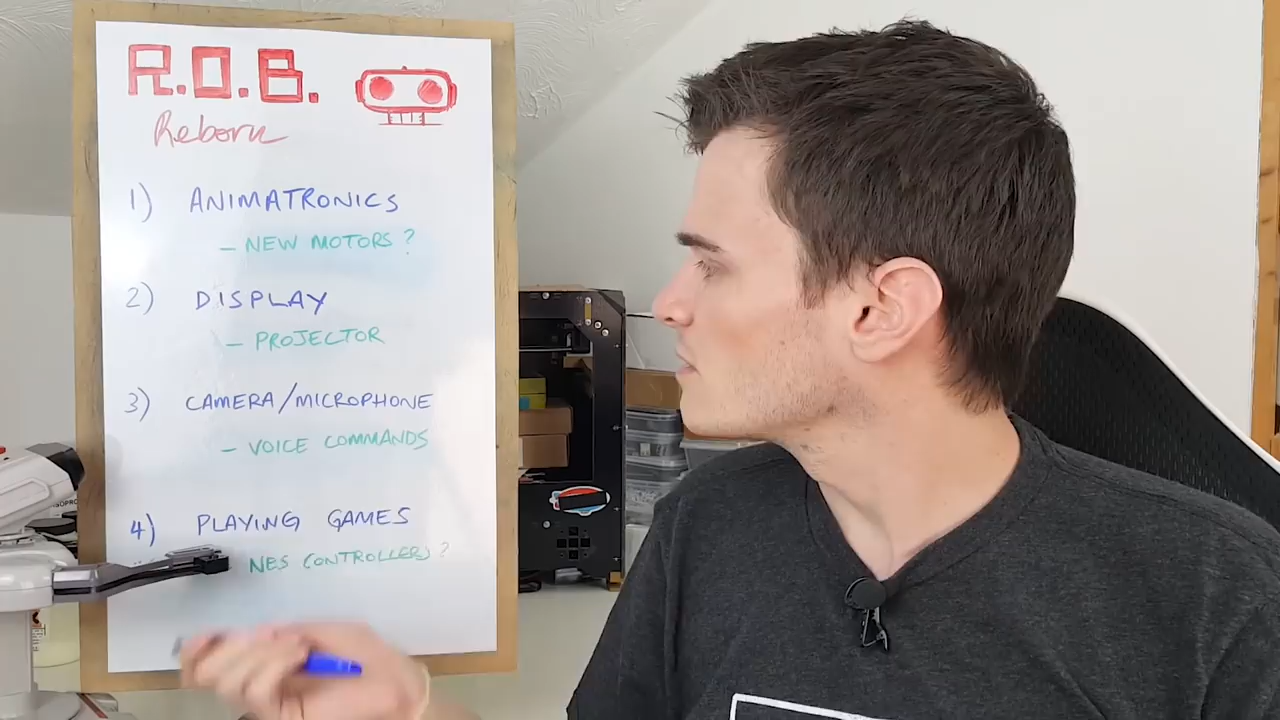 R.O.B.
Reborn
1) ANIMATRONICS
- NEW MOTORS?
2) DISPLAY
- PROJECTOR
3) CAMERA/MICROPHONE
- VOICE COMMANDS
4) PLAYING GAMES
NES CONTROLLER?